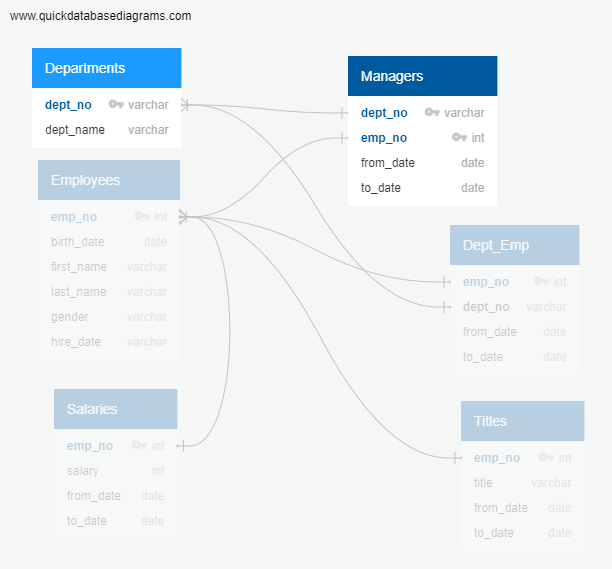 www.quickdatabasediagrams.com
Departments
dept_no varchar
dept_name varchar
Managers
dept_no varchar
emp_no int
from_date date
to_date date
Employees
emp_no int
birth_date date
first_name varchar
last_name varchar
gender varchar
hire_date varchar
Dept_Emp
emp_no int
dept_no varchar
from_date date
to_date date
Salaries
emp_no int
salary int
from_date date
to_date date
Titles
emp_no int
title varchar
from_date date
to_date date